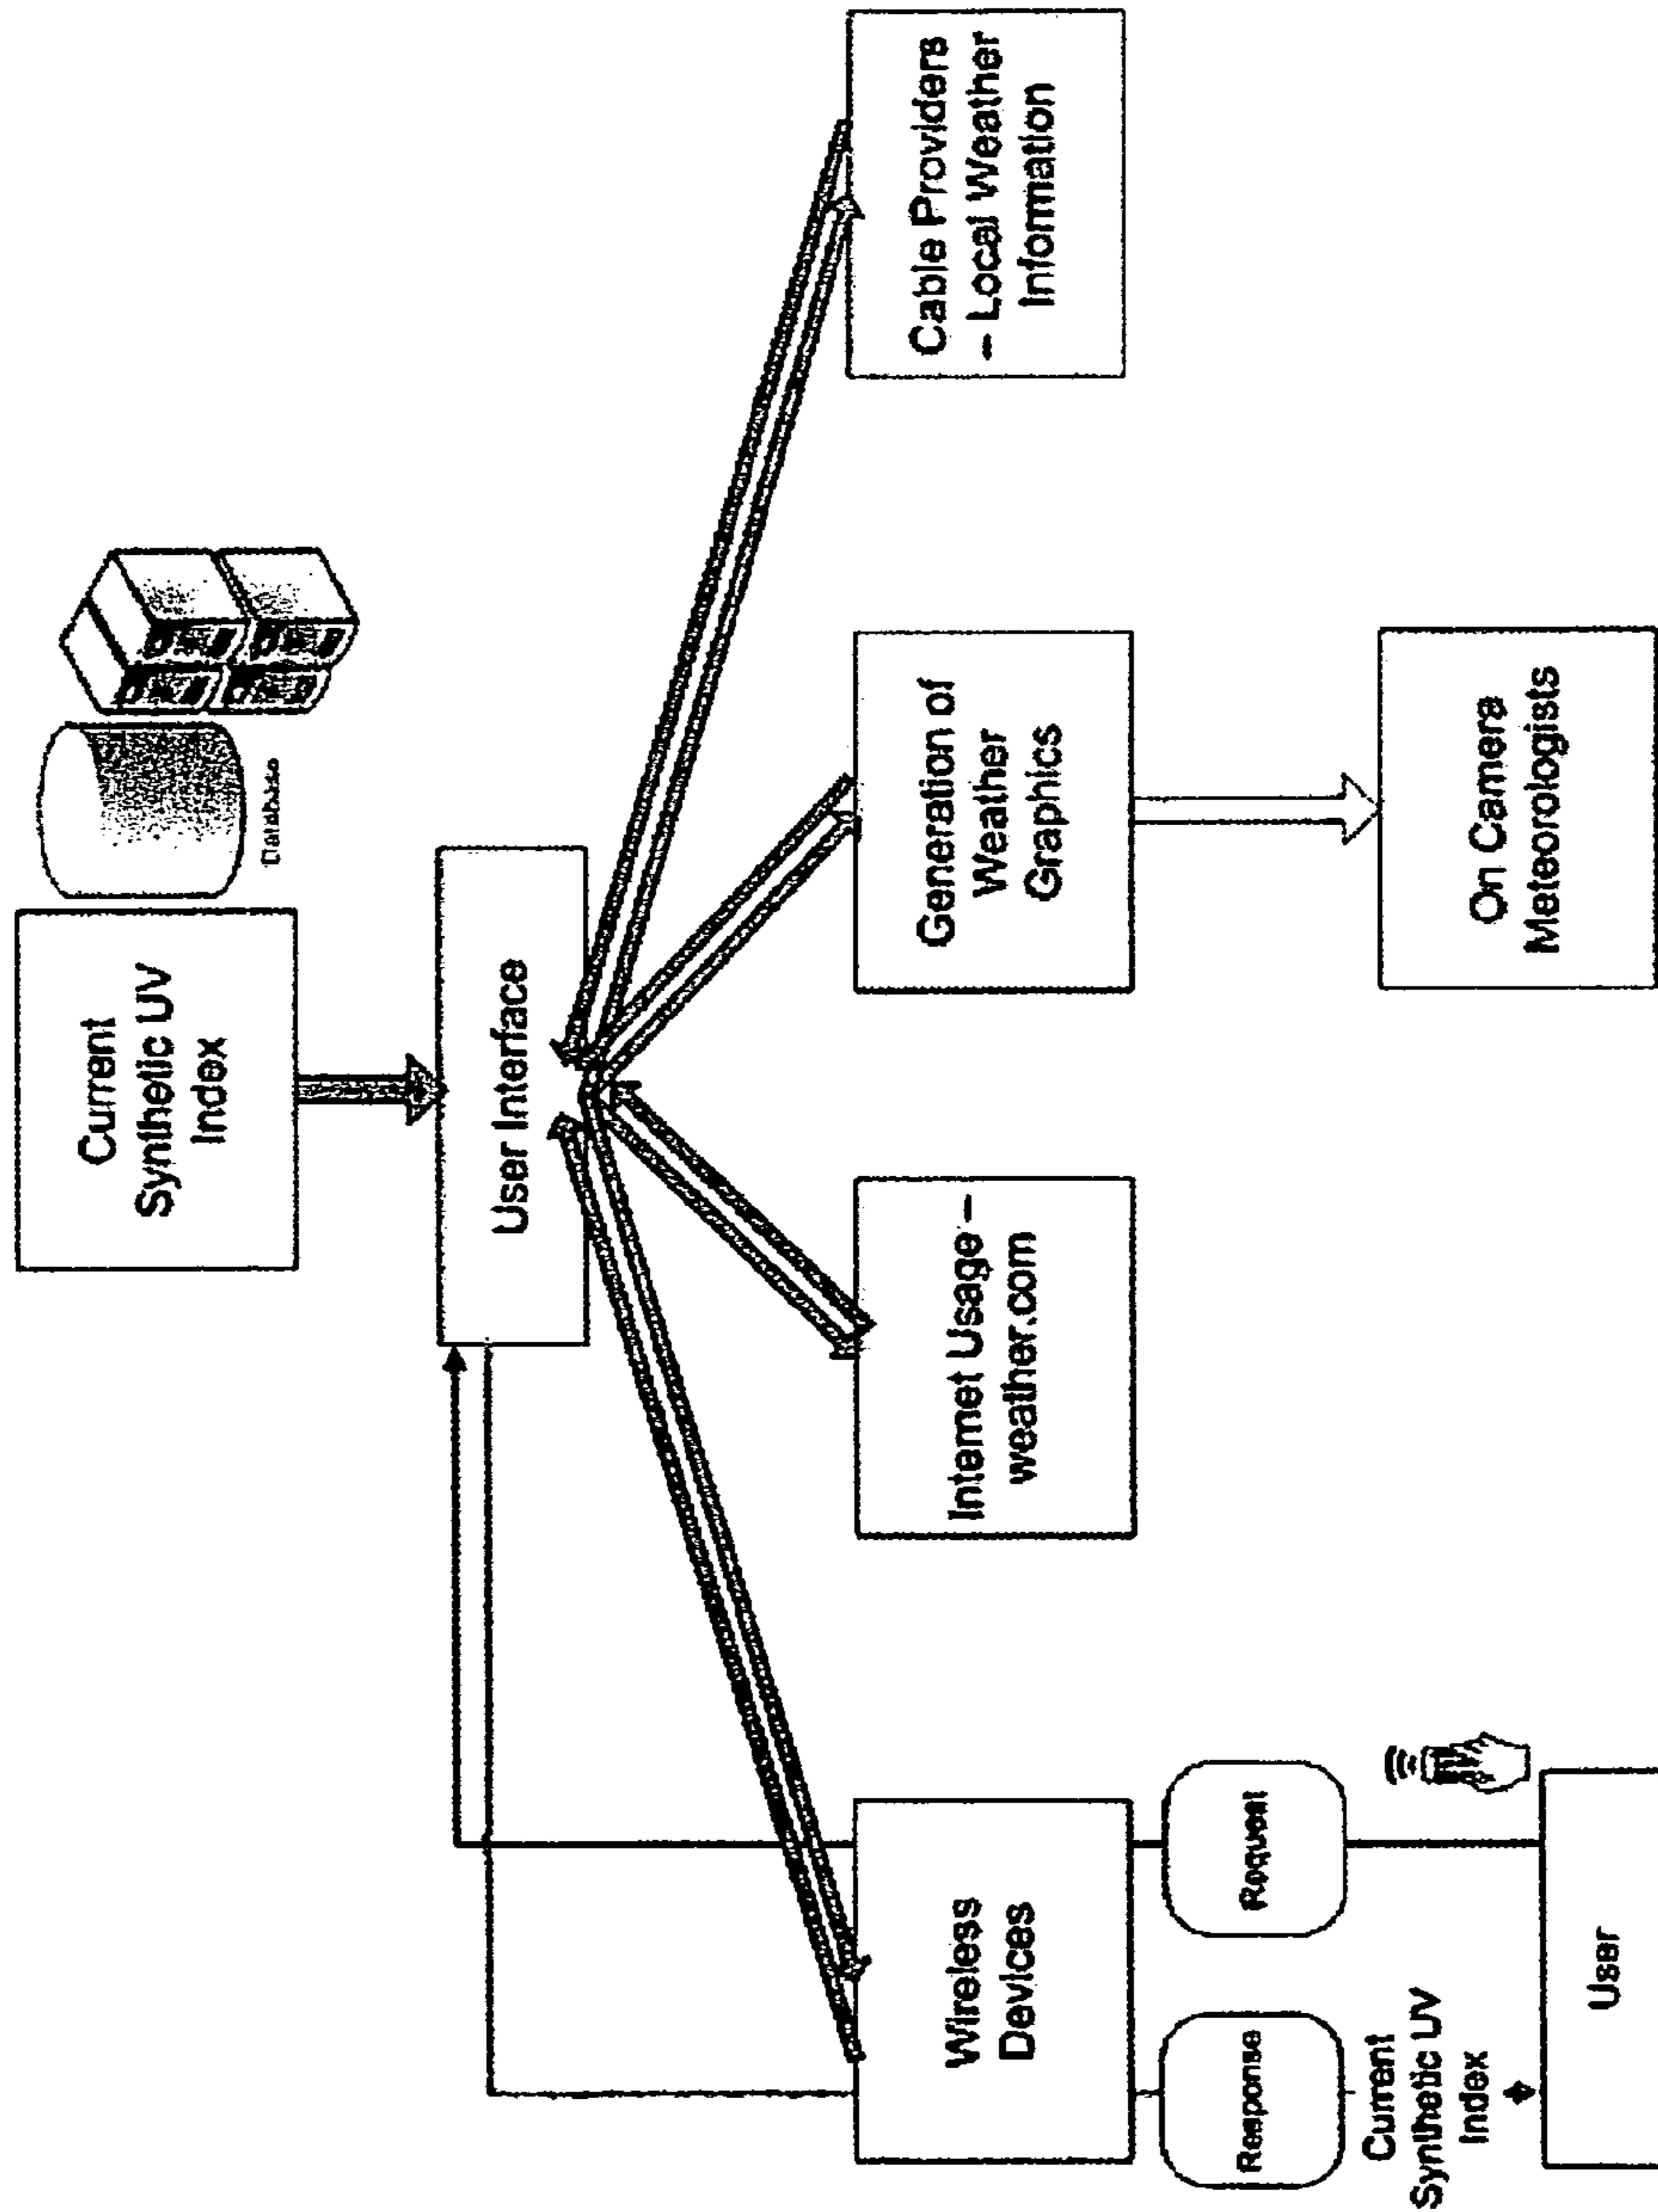 Current
Synthetic UV
Index
Database
User Interface
Wireless
Devices
Internet Usage –
weather.com
Generation of
Weather
Graphics
Cable Providers
– Local Weather
Information
Response
Request
Current
Synthetic UV
Index
User
On Camera
Meteorologists